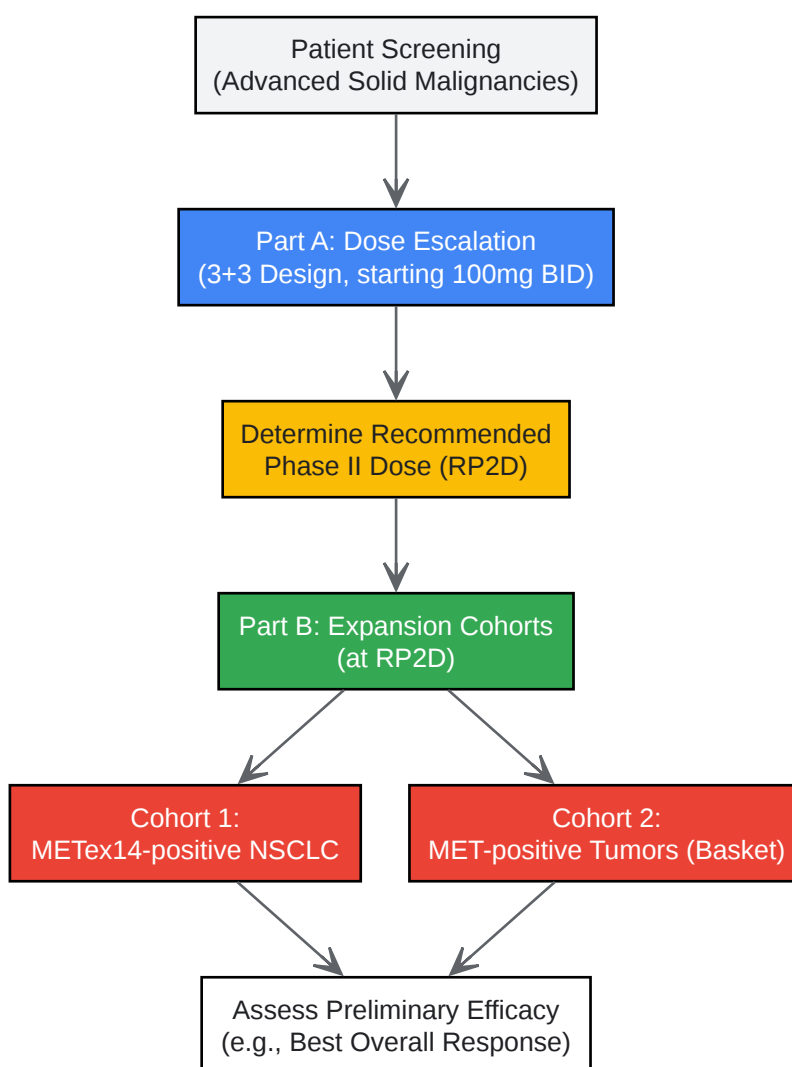 Patient Screening
(Advanced Solid Malignancies)
Part A: Dose Escalation
(3+3 Design, starting 100mg BID)
Determine Recommended
Phase II Dose (RP2D)
Part B: Expansion Cohorts
(at RP2D)
Cohort 1:
METex14-positive NSCLC
Cohort 2:
MET-positive Tumors (Basket)
Assess Preliminary Efficacy
(e.g., Best Overall Response)